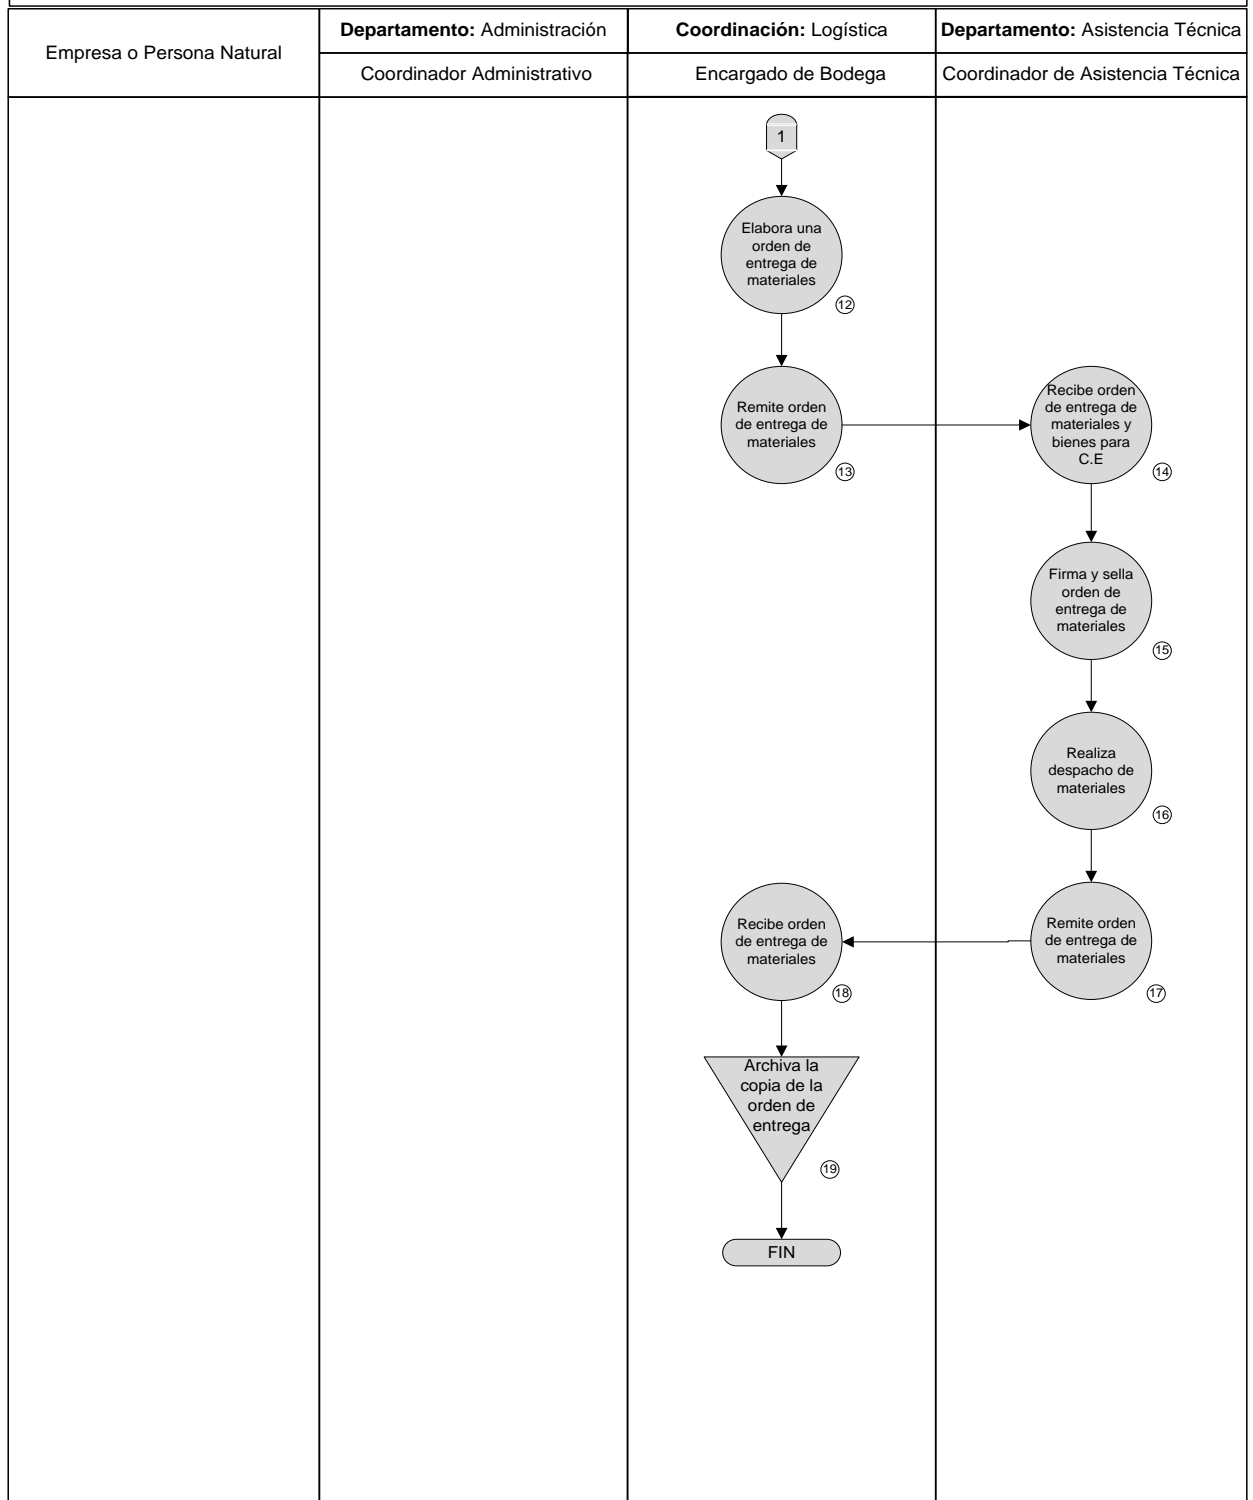 Empresa o Persona Natural
Departamento: Administración
Coordinación: Logística
Departamento: Asistencia Técnica
Coordinador Administrativo
Encargado de Bodega
Coordinador de Asistencia Técnica
1
Elabora una
orden de
entrega de
materiales
12
Remite orden
de entrega de
materiales
13
Recibe orden
de entrega de
materiales y
bienes para
C.E
14
Firma y sella
orden de
entrega de
materiales
15
Realiza
despacho de
materiales
16
Remite orden
de entrega de
materiales
17
Recibe orden
de entrega de
materiales
18
Archiva la
copia de la
orden de
entrega
19
FIN